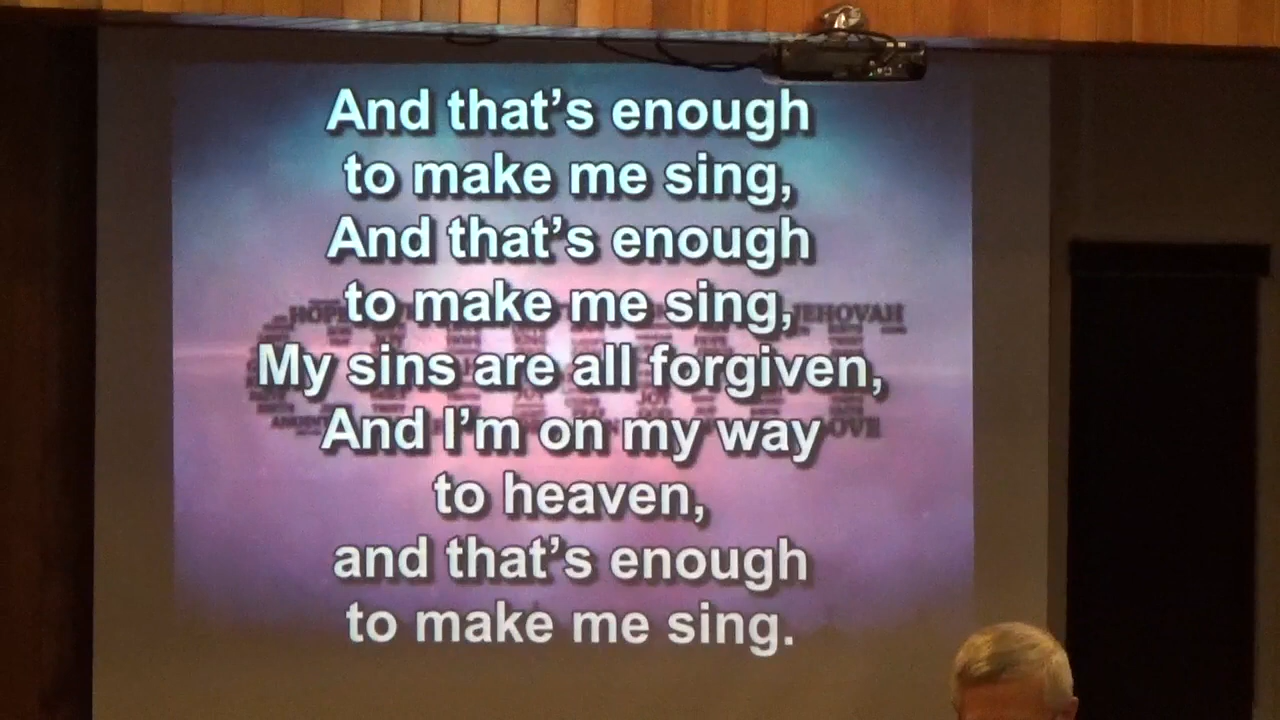 And that's enough
to make me sing,
And that's enough
to make me sing,
JEHOVAH
My sins are all forgiven,
And I'm on my way
to heaven,
and that's enough
to make me sing.